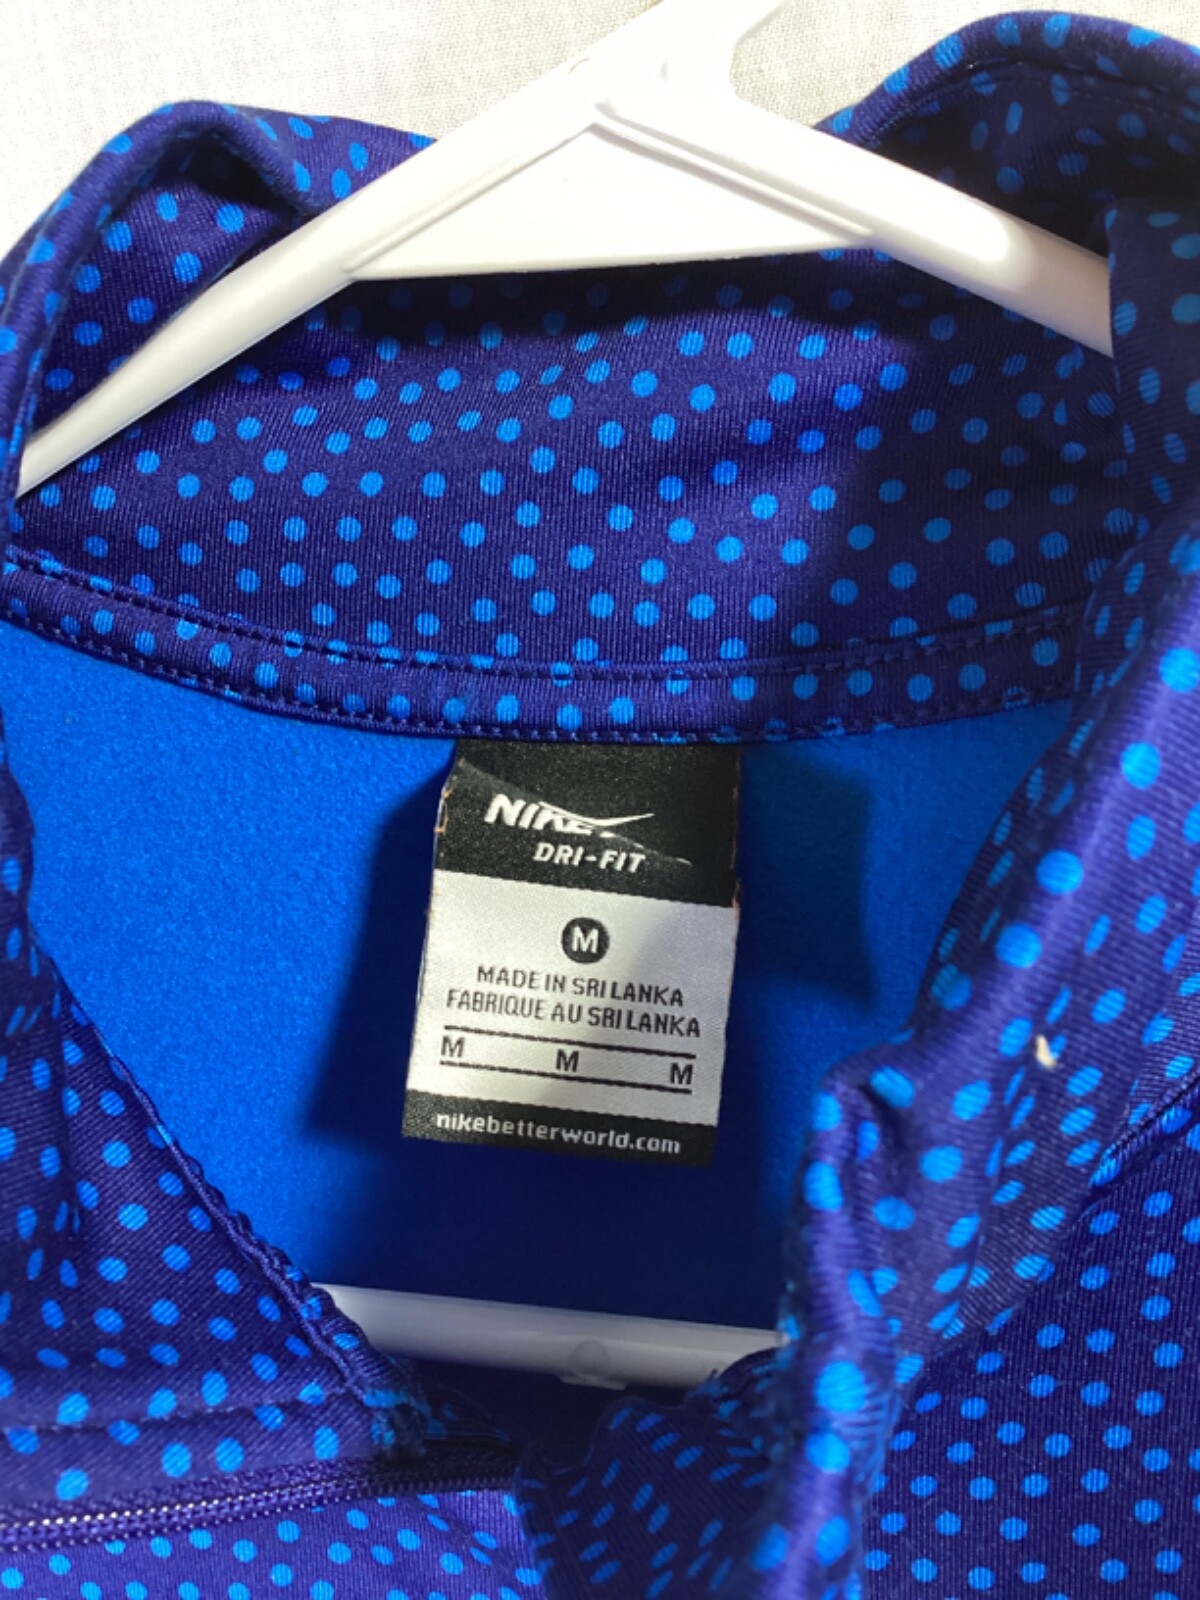 NIKE
DRI-FIT
M
MADE IN SRI LANKA
FABRIQUE AU SRI LANKA
M M M
nikebetterworld.com